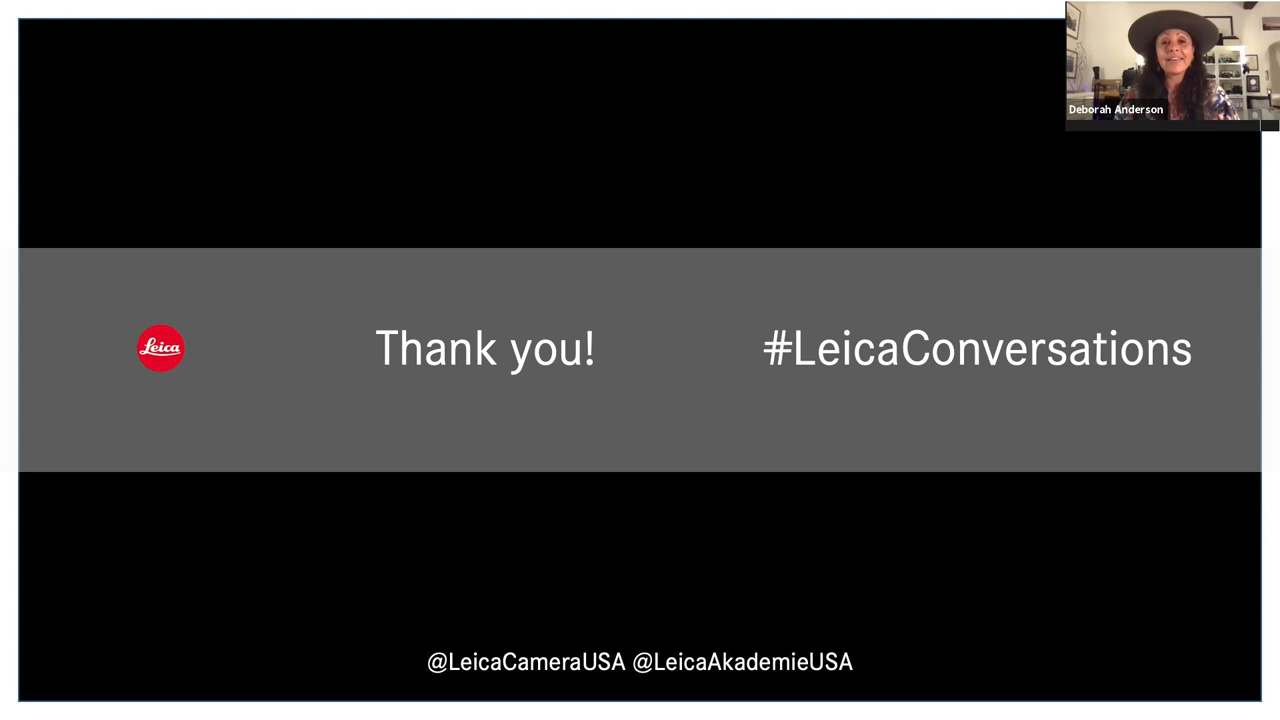 Deborah Anderson
Leica
Thank you!
#LeicaConversations
@LeicaCameraUSA @LeicaAkademieUSA